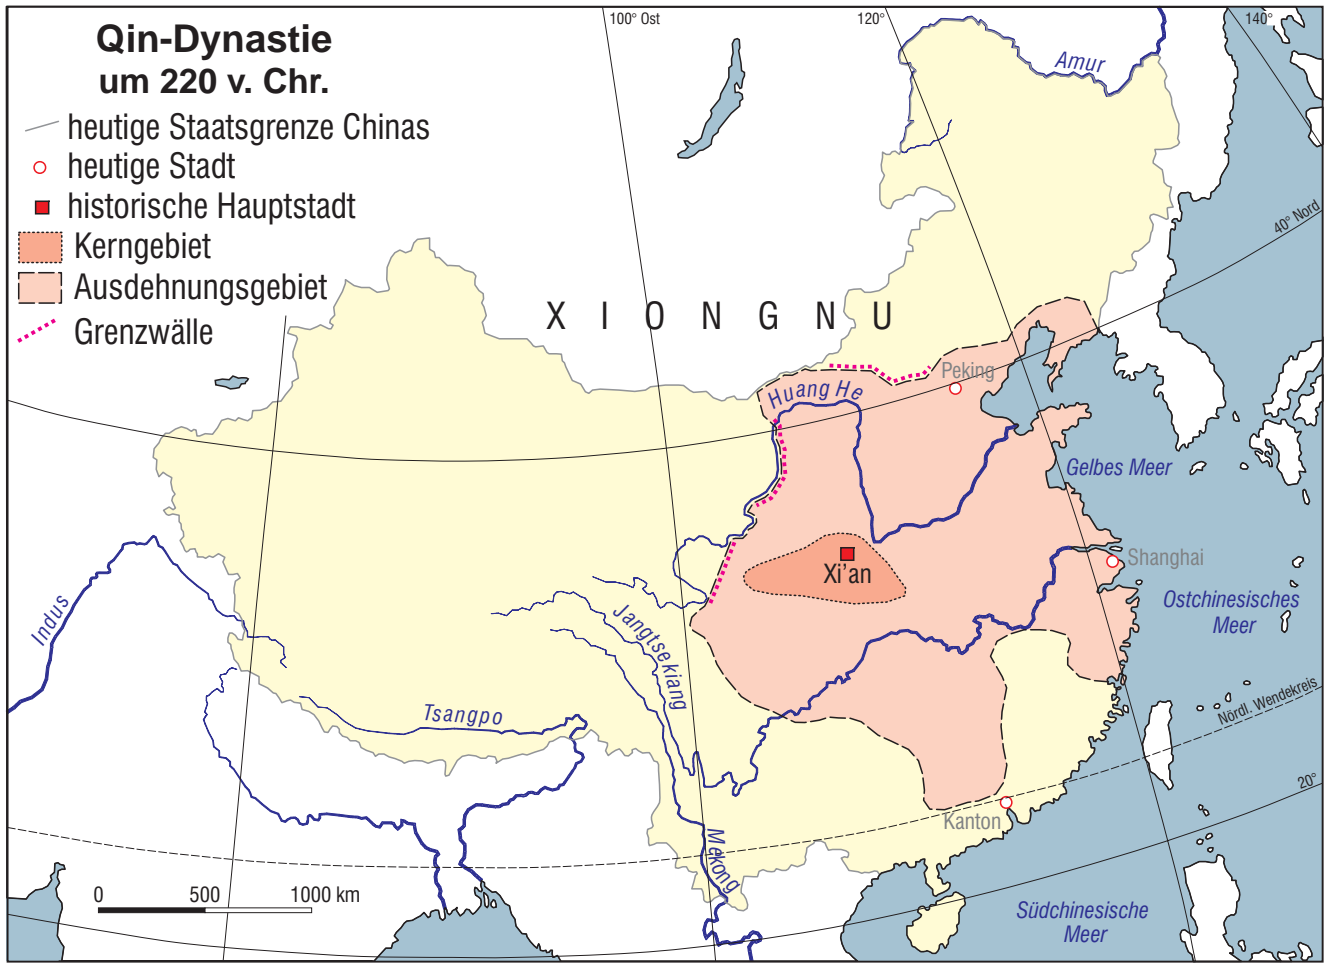 Qin-Dynastie
um 220 v. Chr.
heutige Staatsgrenze Chinas
heutige Stadt
historische Hauptstadt
Kerngebiet
Ausdehnungsgebiet
Grenzwälle
100° Ost
120°
140°
Amur
40° Nord
XIONGNU
Peking
Huang He
Gelbes Meer
Xi’an
Shanghai
Ostchinesisches
Meer
Indus
Jangtsekiang
Tsangpo
Nördl. Wendekreis
20°
Kanton
Mekong
0 500 1000 km
Südchinesische
Meer